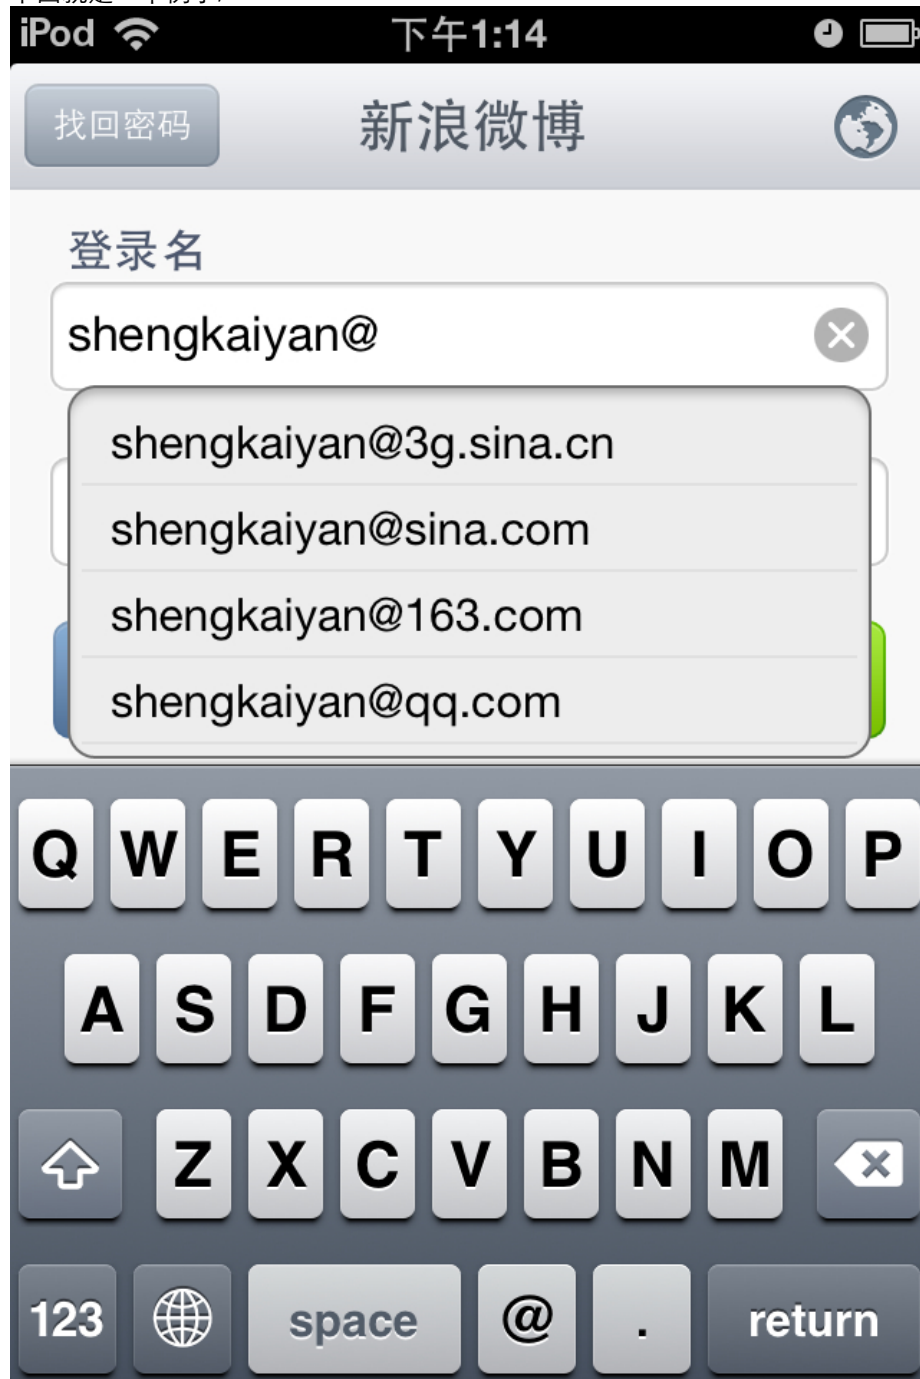 iPod 下午1:14
找回密码 新浪微博
登录名
shengkaiyan@
shengkaiyan@3g.sina.cn
shengkaiyan@sina.com
shengkaiyan@163.com
shengkaiyan@qq.com
Q W E R T Y U I O P
A S D F G H J K L
Z X C V B N M
123 space @ . return